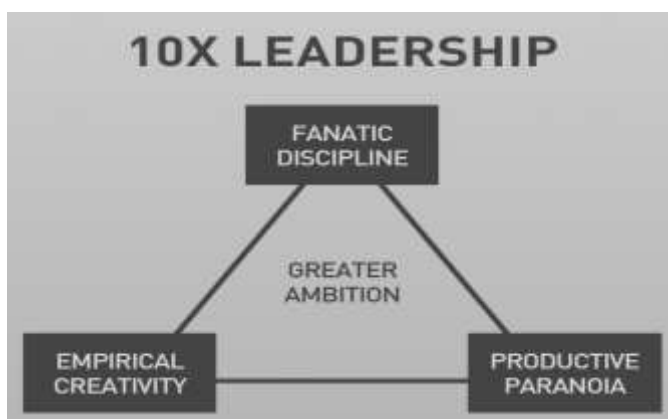 10X LEADERSHIP
FANATIC
DISCIPLINE
GREATER
AMBITION
EMPIRICAL
CREATIVITY
PRODUCTIVE
PARANOIA